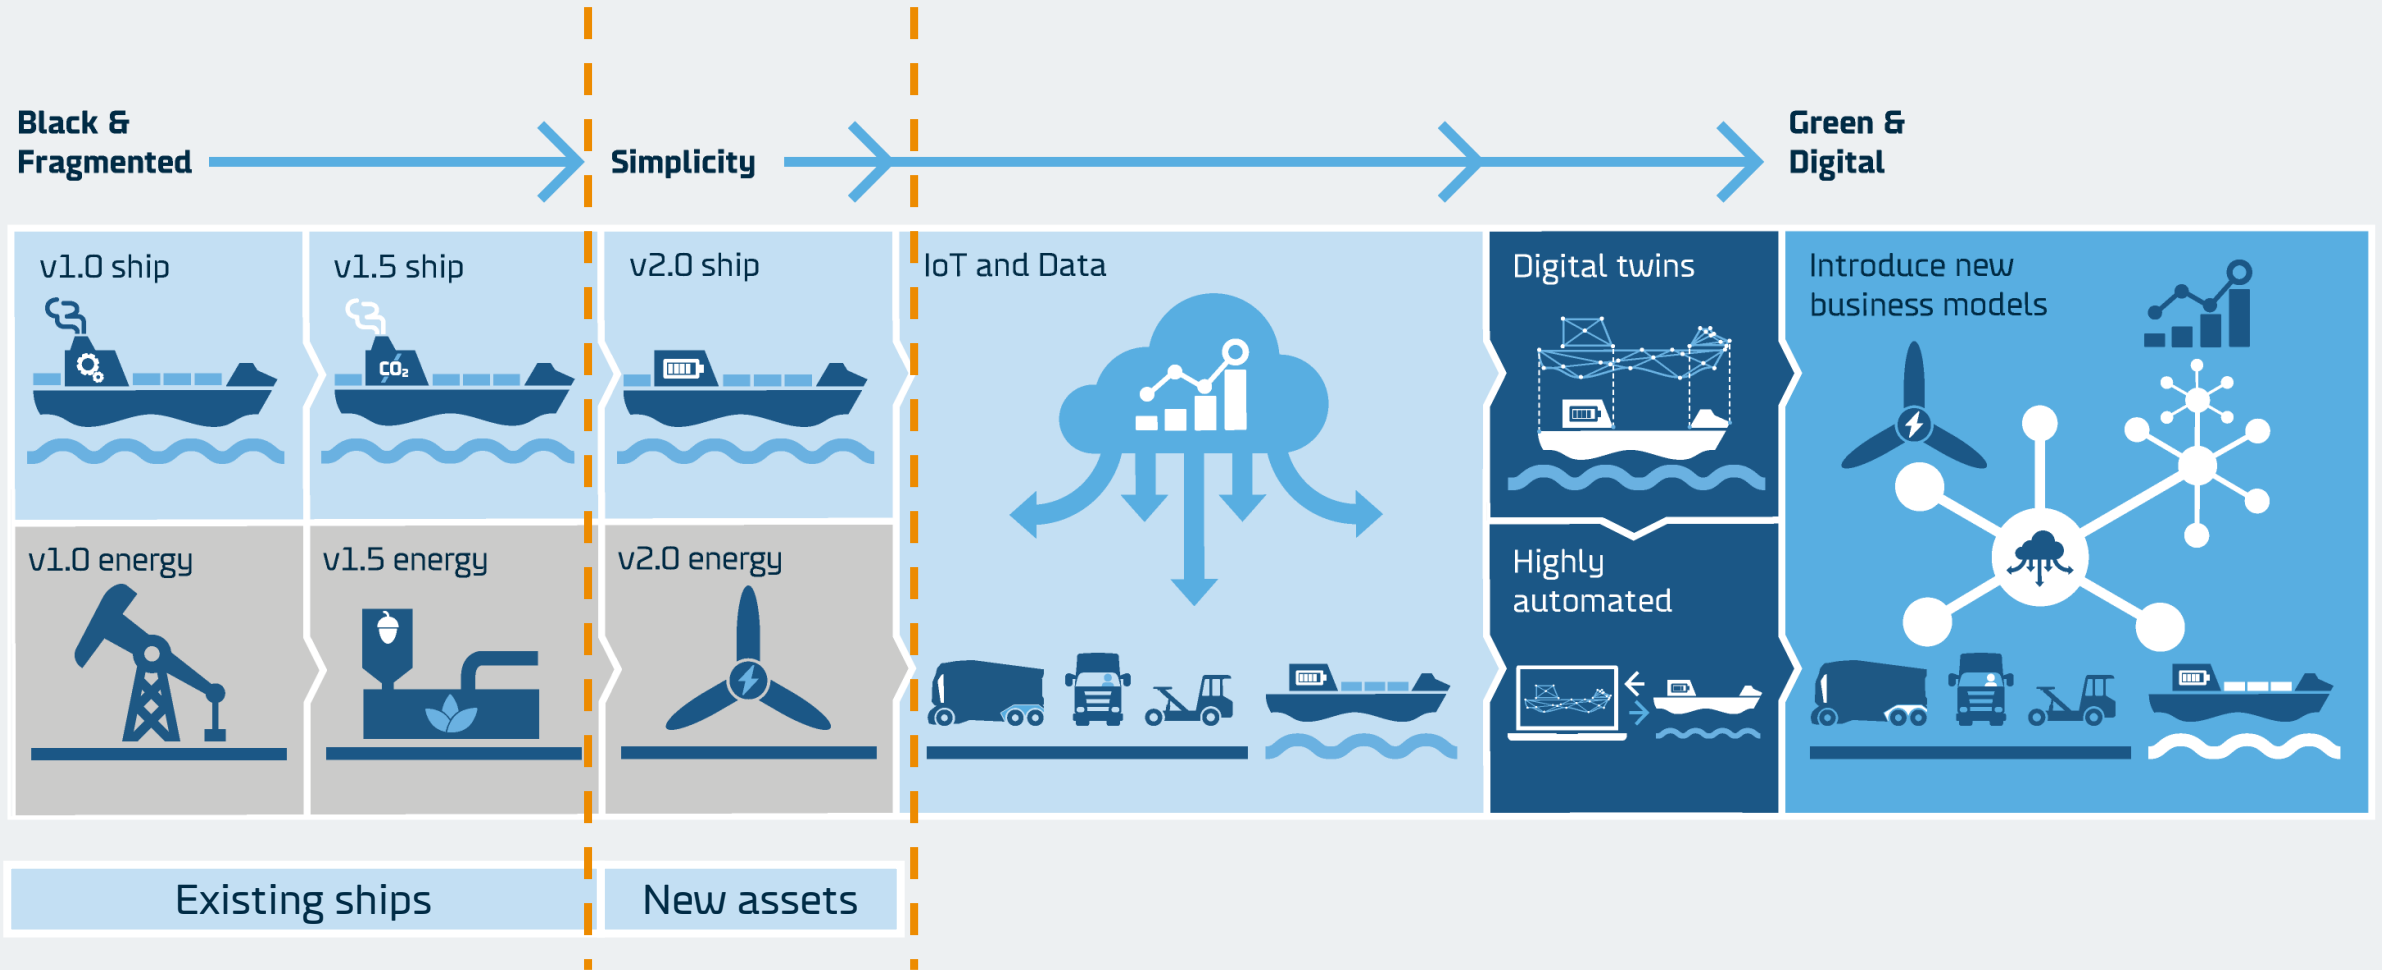 Black &
Fragmented
Simplicity
Green &
Digital
v1.0 ship
v1.5 ship
v2.0 ship
IoT and Data
Digital twins
Introduce new
business models
CO₂
v1.0 energy
v1.5 energy
v2.0 energy
Highly
automated
Existing ships
New assets